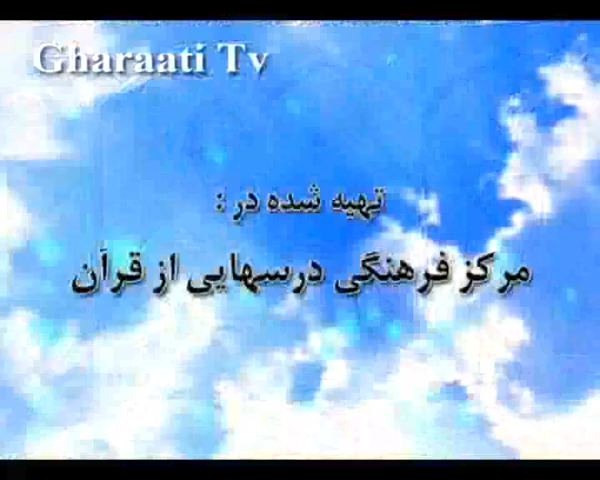 Gharaati Tv
تهیه شده در :
مرکز فرهنگی درسهایی از قرآن